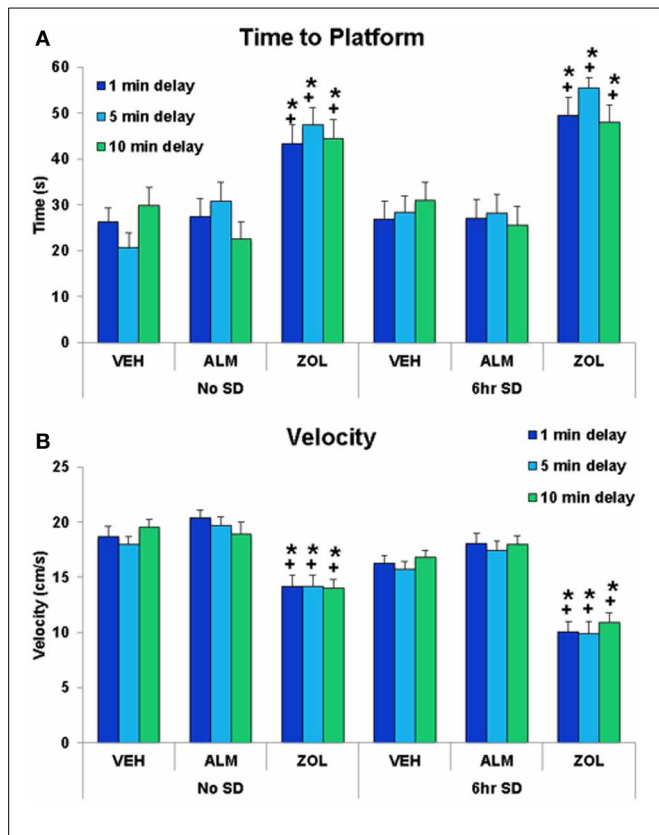 A
Time to Platform
1 min delay
5 min delay
10 min delay
* * *
+ + +
* * *
+ + +
Time (s)
60
50
40
30
20
10
0
VEH ALM ZOL VEH ALM ZOL
No SD 6hr SD
B
Velocity
1 min delay
5 min delay
10 min delay
* * *
+ + +
* * *
+ + +
Velocity (cm/s)
25
20
15
10
5
0
VEH ALM ZOL VEH ALM ZOL
No SD 6hr SD